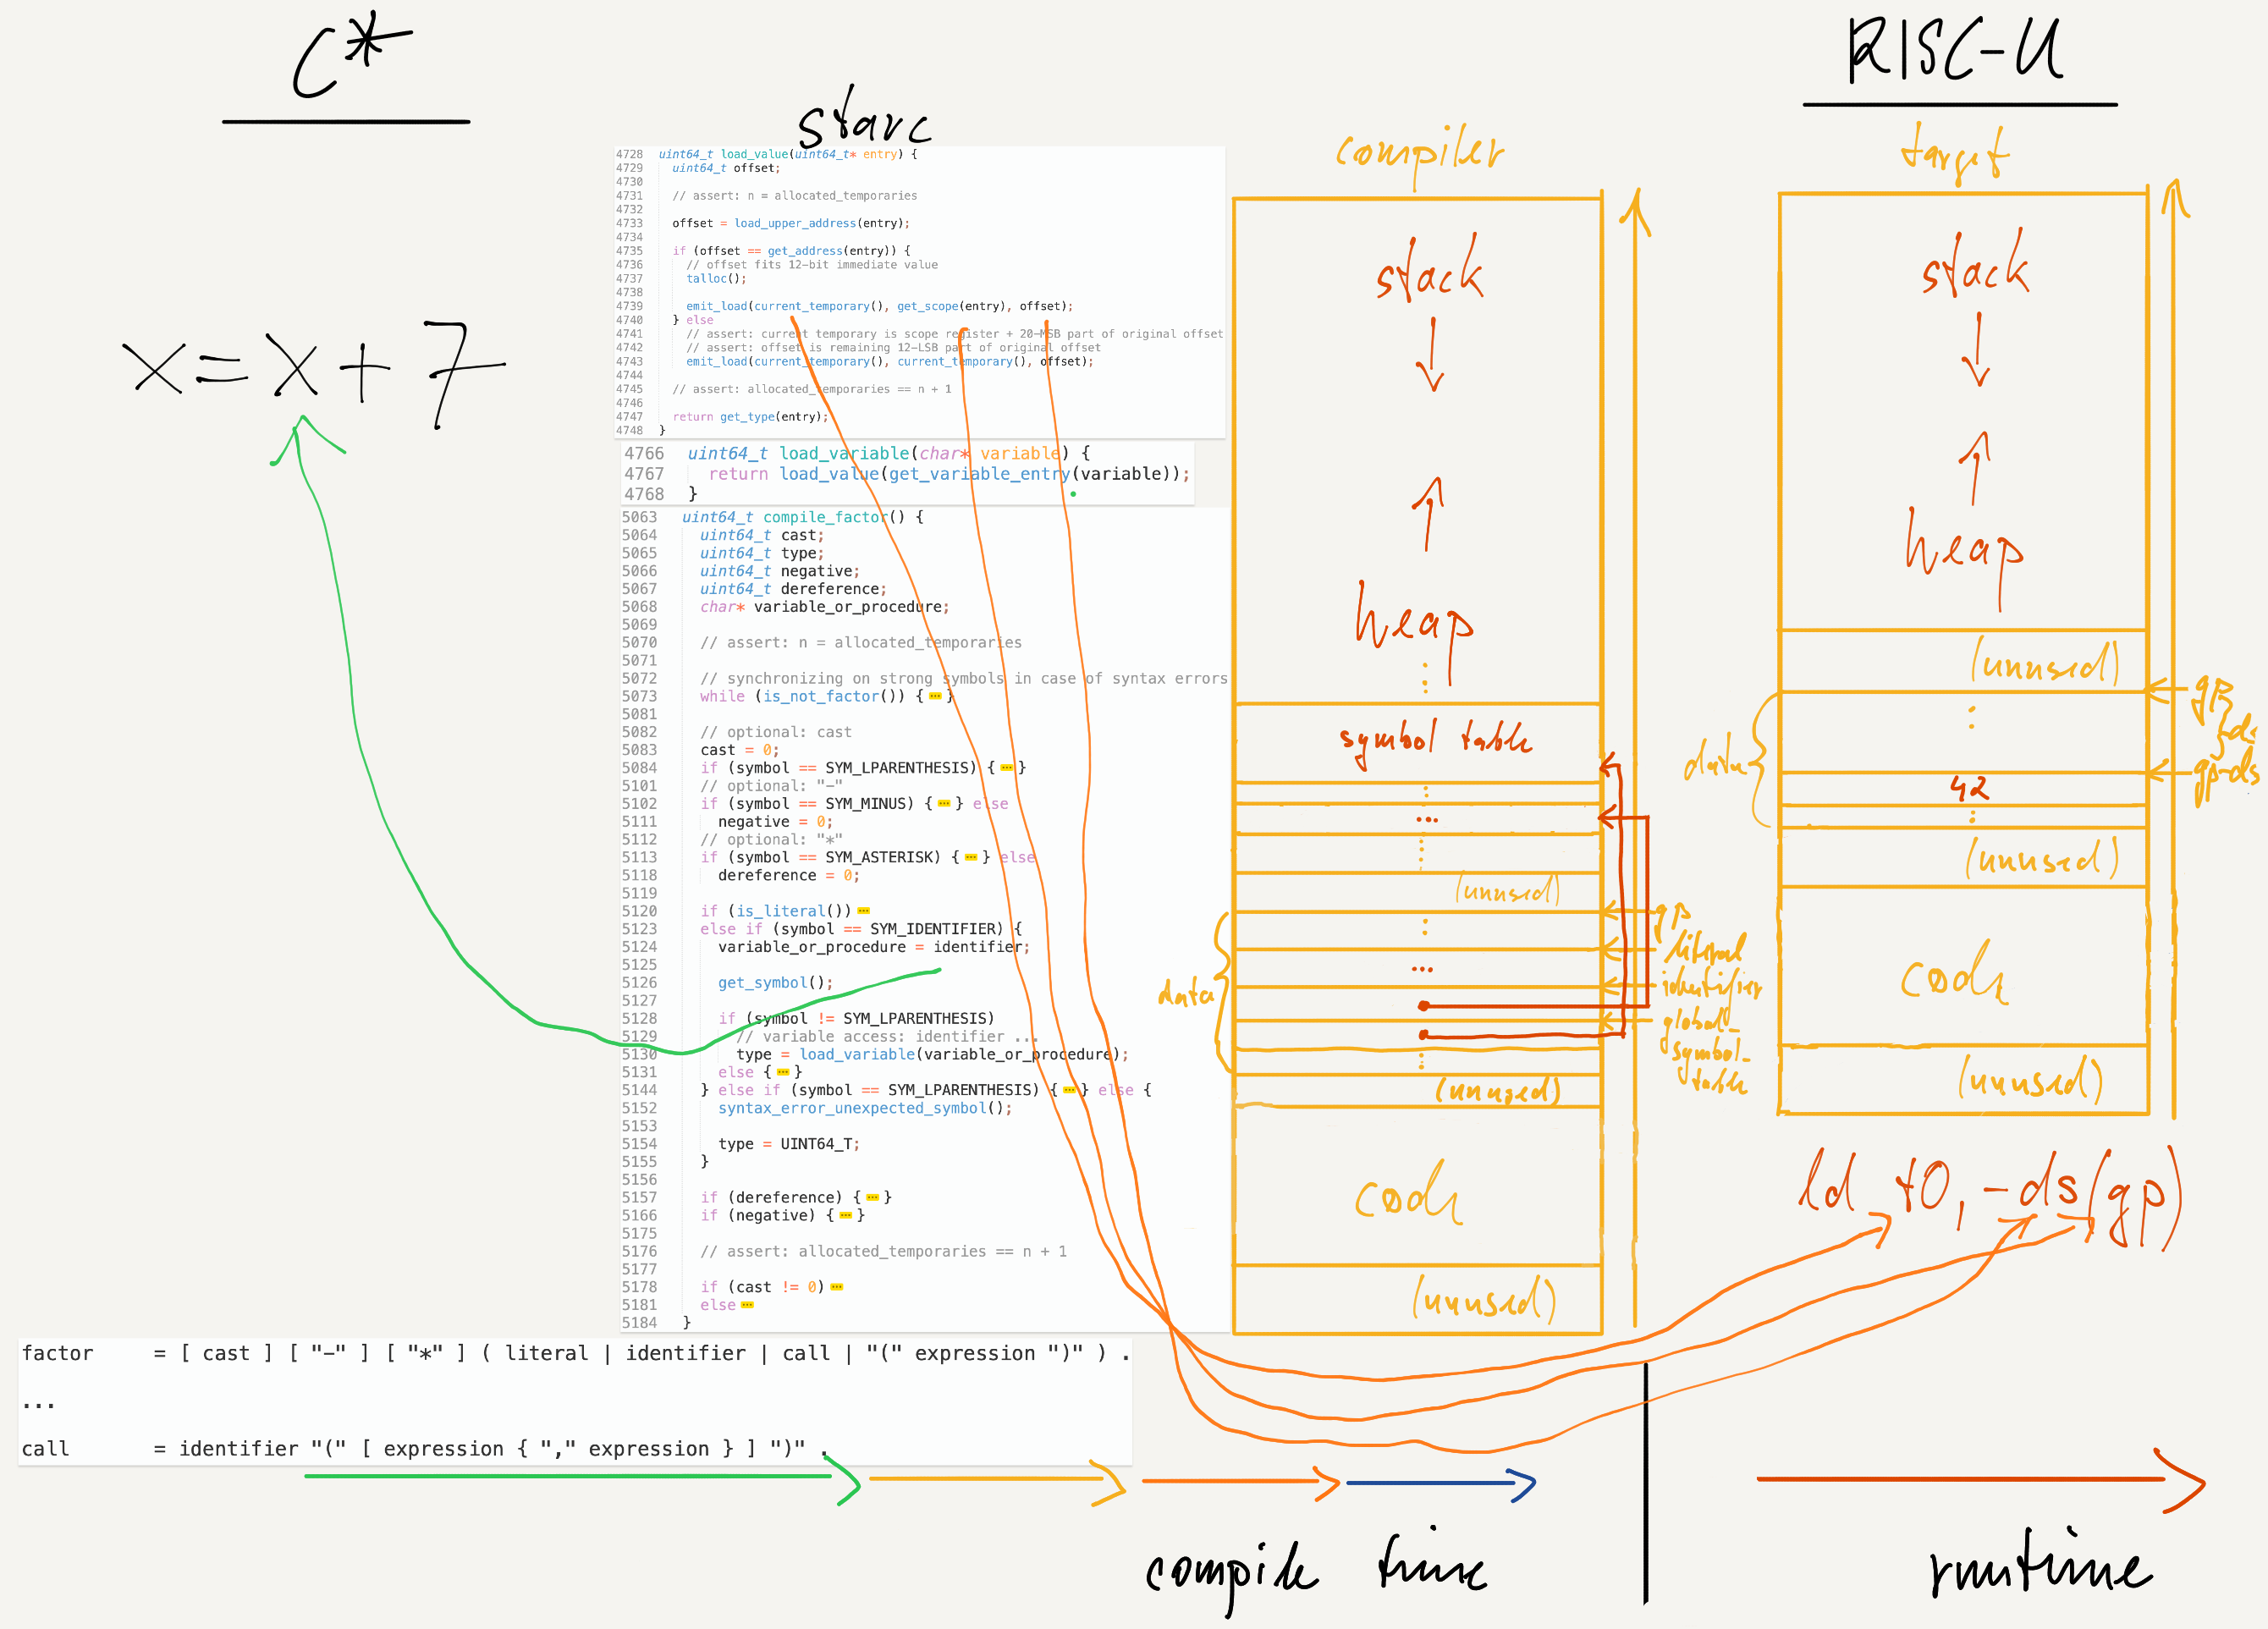 C*
x=x+7
starc
4728 uint64_t load_value(uint64_t* entry) {
4729   uint64_t offset;
4730
4731   // assert: n = allocated_temporaries
4732
4733   offset = load_upper_address(entry);
4734
4735   if (offset == get_address(entry)) {
4736     // offset fits 12-bit immediate value
4737     talloc();
4738
4739     emit_load(current_temporary(), get_scope(entry), offset);
4740   } else
4741     // assert: current temporary is scope register + 20-MSB part of original offset
4742     // assert: offset is remaining 12-LSB part of original offset
4743     emit_load(current_temporary(), current_temporary(), offset);
4744
4745   // assert: allocated_temporaries == n + 1
4746
4747   return get_type(entry);
4748 }
4766 uint64_t load_variable(char* variable) {
4767   return load_value(get_variable_entry(variable));
4768 }
5063 uint64_t compile_factor() {
5064   uint64_t cast;
5065   uint64_t type;
5066   uint64_t negative;
5067   uint64_t dereference;
5068   char* variable_or_procedure;
5069
5070   // assert: n = allocated_temporaries
5071
5072   // synchronizing on strong symbols in case of syntax errors
5073   while (is_not_factor()) {...}
5081
5082   // optional: cast
5083   cast = 0;
5084   if (symbol == SYM_LPARENTHESIS) {...}
5101   // optional: "-"
5102   if (symbol == SYM_MINUS) {...} else
5111     negative = 0;
5112   // optional: "*"
5113   if (symbol == SYM_ASTERISK) {...} else
5118     dereference = 0;
5119
5120   if (is_literal()) ...
5123   else if (symbol == SYM_IDENTIFIER) {
5124     variable_or_procedure = identifier;
5125
5126     get_symbol();
5127
5128     if (symbol != SYM_LPARENTHESIS)
5129       // variable access: identifier ...
5130       type = load_variable(variable_or_procedure);
5131     else {...}
5144   } else if (symbol == SYM_LPARENTHESIS) {...} else {
5152     syntax_error_unexpected_symbol();
5153
5154     type = UINT64_T;
5155   }
5156
5157   if (dereference) {...}
5166   if (negative) {...}
5175
5176   // assert: allocated_temporaries == n + 1
5177
5178   if (cast != 0) ...
5181   else ...
5184 }
factor = [ cast ] [ "-" ] [ "*" ] ( literal | identifier | call | "(" expression ")" ) .
...
call = identifier "(" [ expression { "," expression } ] ")" .
compiler
stack
heap
symbol table
...
(unused)
gp
literal
...
identifier
data
global_
symbol_
table
(unused)
code
(unused)
RISC-U
target
stack
heap
(unused)
gp
ds
data
gp-ds
42
(unused)
code
(unused)
ld t0, -ds(gp)
compile time
runtime